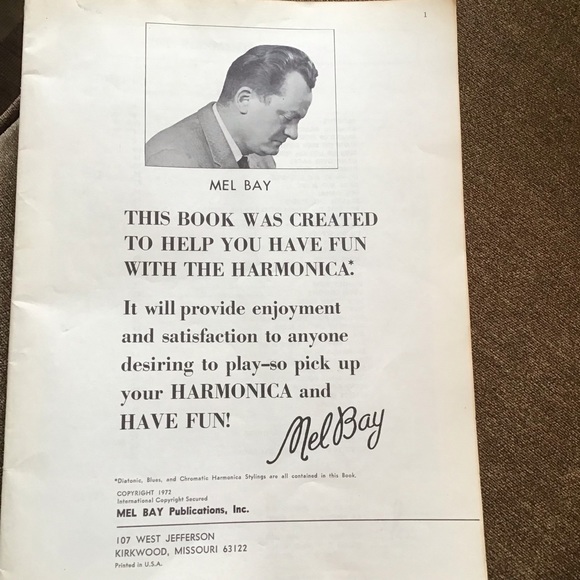 1
MEL BAY
THIS BOOK WAS CREATED
TO HELP YOU HAVE FUN
WITH THE HARMONICA*.
It will provide enjoyment
and satisfaction to anyone
desiring to play—so pick up
your HARMONICA and
HAVE FUN!
Mel Bay
*Diatonic, Blues, and Chromatic Harmonica Stylings are all contained in this Book.
COPYRIGHT 1972
International Copyright Secured
MEL BAY Publications, Inc.
107 WEST JEFFERSON
KIRKWOOD, MISSOURI 63122
Printed in U.S.A.